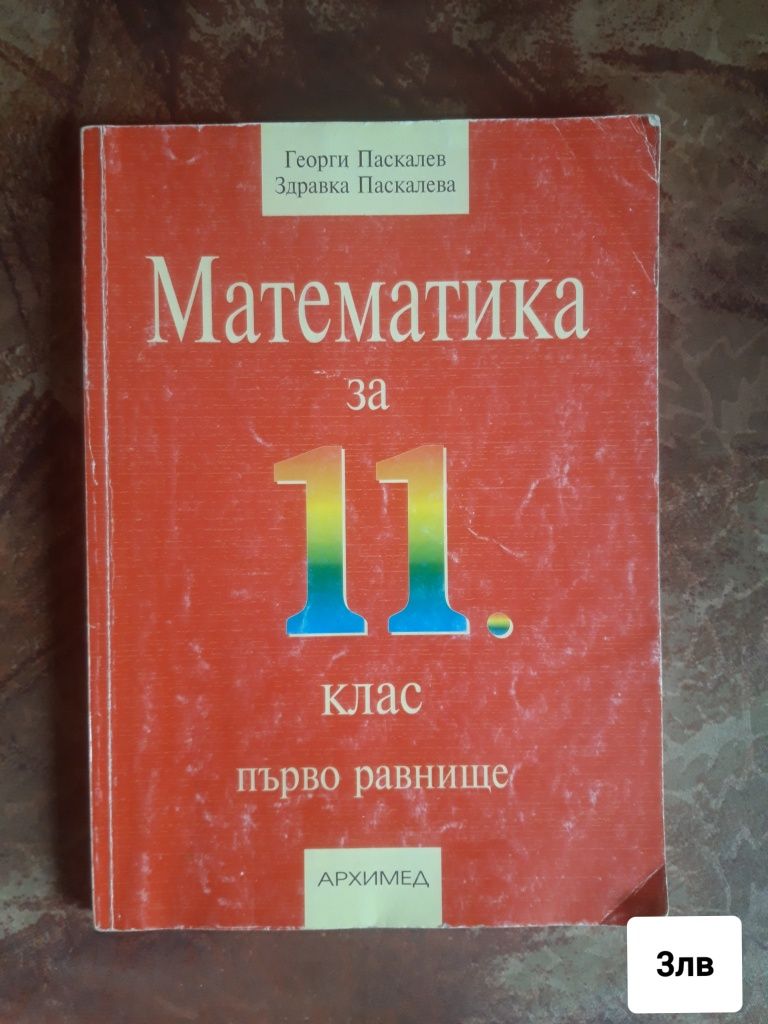 Георги Паскалев
Здравка Паскалева
Математика
за
11.
клас
първо равнище
АРХИМЕД
3лв